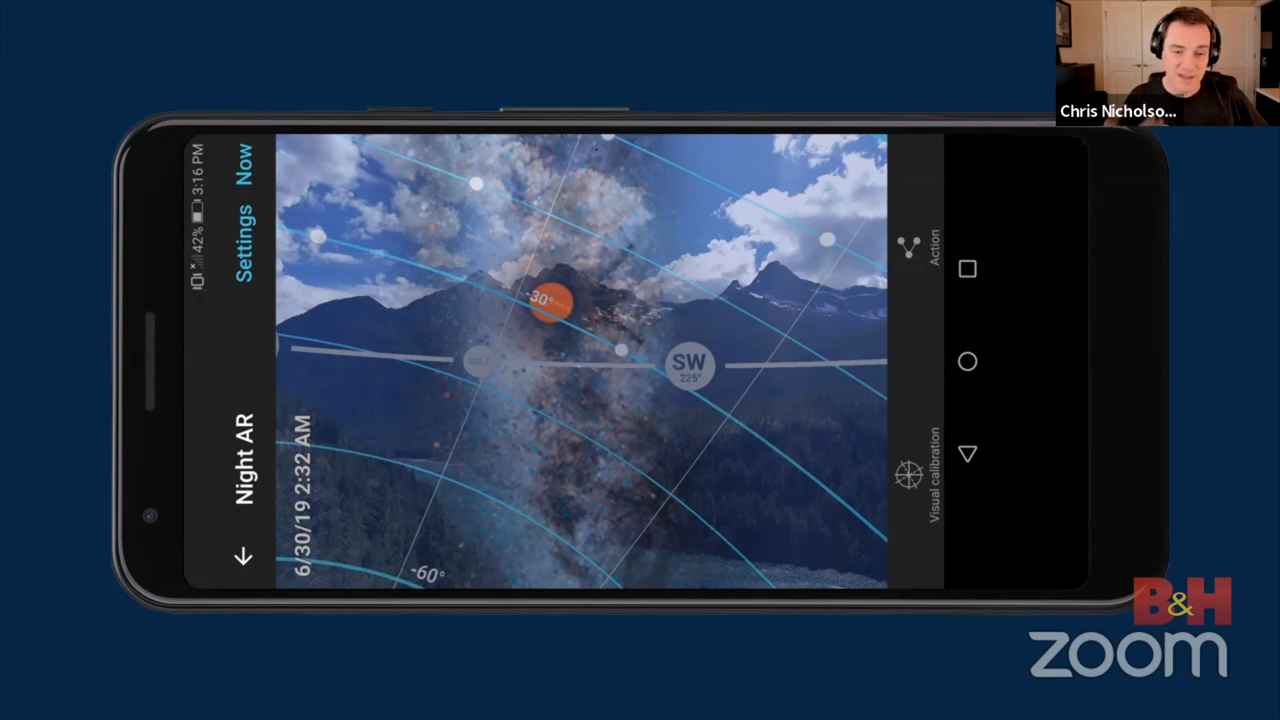 Chris Nicholso...
42% 3:16 PM
Night AR
Settings
Now
6/30/19 2:32 AM
-30°
SW
225°
-60°
Action
Visual calibration
B&H
zoom